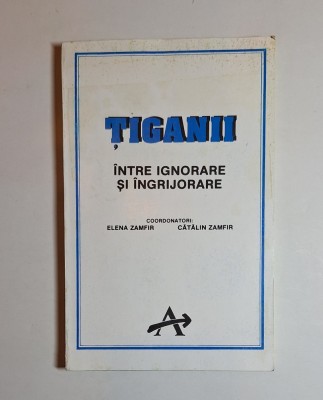 ȚIGANII
ÎNTRE IGNORARE
ȘI ÎNGRIJORARE
COORDONATORI:
ELENA ZAMFIR CĂTĂLIN ZAMFIR
A